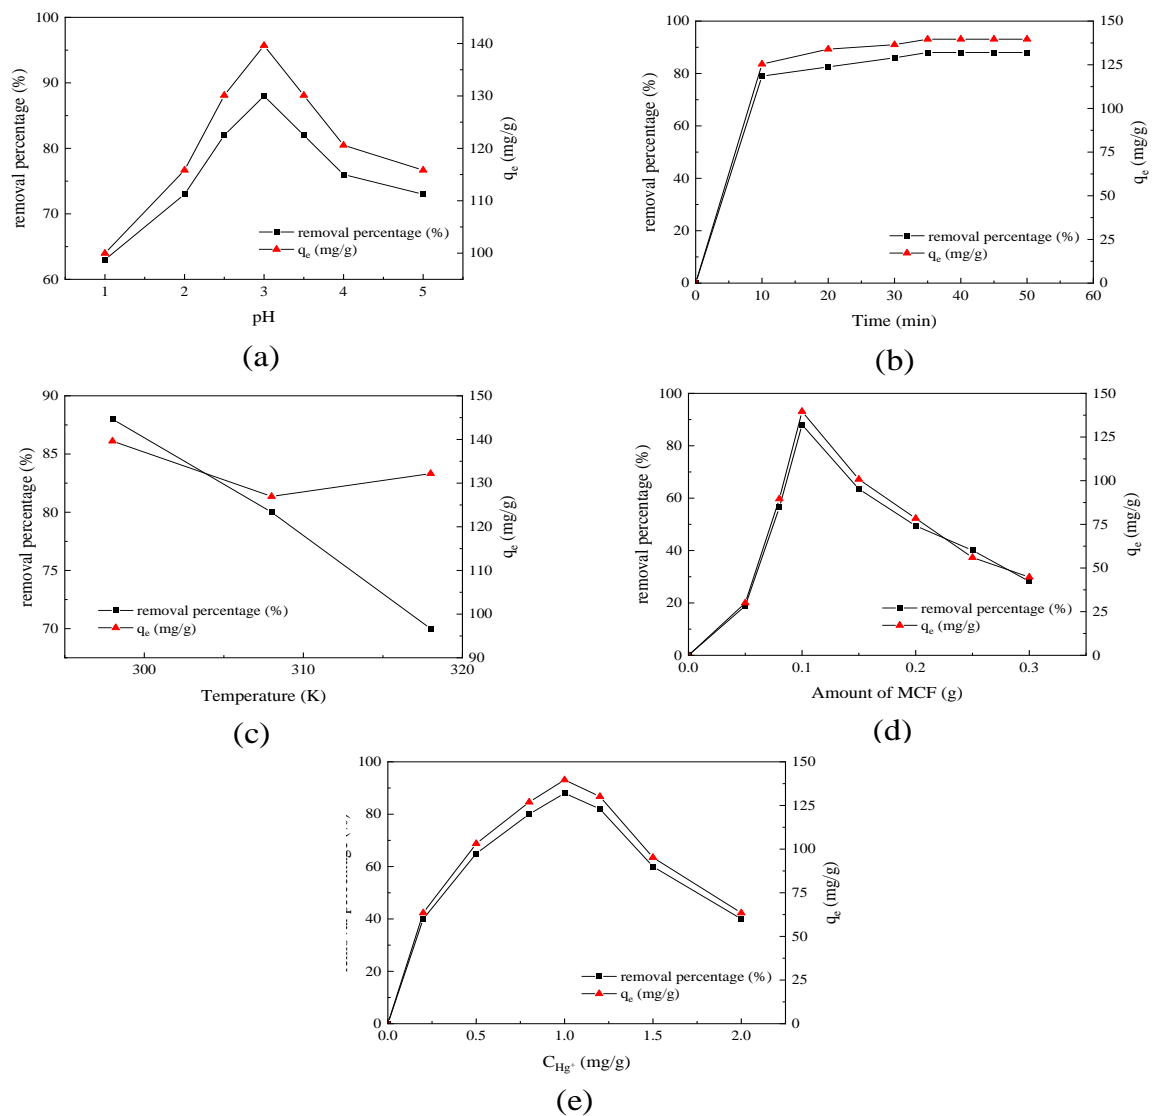 100
90
80
70
60
140
130
120
110
100
removal percentage (%)
qe (mg/g)
removal percentage (%)
qe (mg/g)
1 2 3 4 5
pH
(a)
100
80
60
40
20
0
150
125
100
75
50
25
0
removal percentage (%)
qe (mg/g)
removal percentage (%)
qe (mg/g)
0 10 20 30 40 50 60
Time (min)
(b)
90
85
80
75
70
150
140
130
120
110
100
90
removal percentage (%)
qe (mg/g)
removal percentage (%)
qe (mg/g)
300 310 320
Temperature (K)
(c)
100
80
60
40
20
0
150
125
100
75
50
25
0
removal percentage (%)
qe (mg/g)
removal percentage (%)
qe (mg/g)
0.0 0.1 0.2 0.3
Amount of MCF (g)
(d)
100
80
60
40
20
0
150
125
100
75
50
25
0
qe (mg/g)
removal percentage (%)
qe (mg/g)
0.0 0.5 1.0 1.5 2.0
CHg+ (mg/g)
(e)